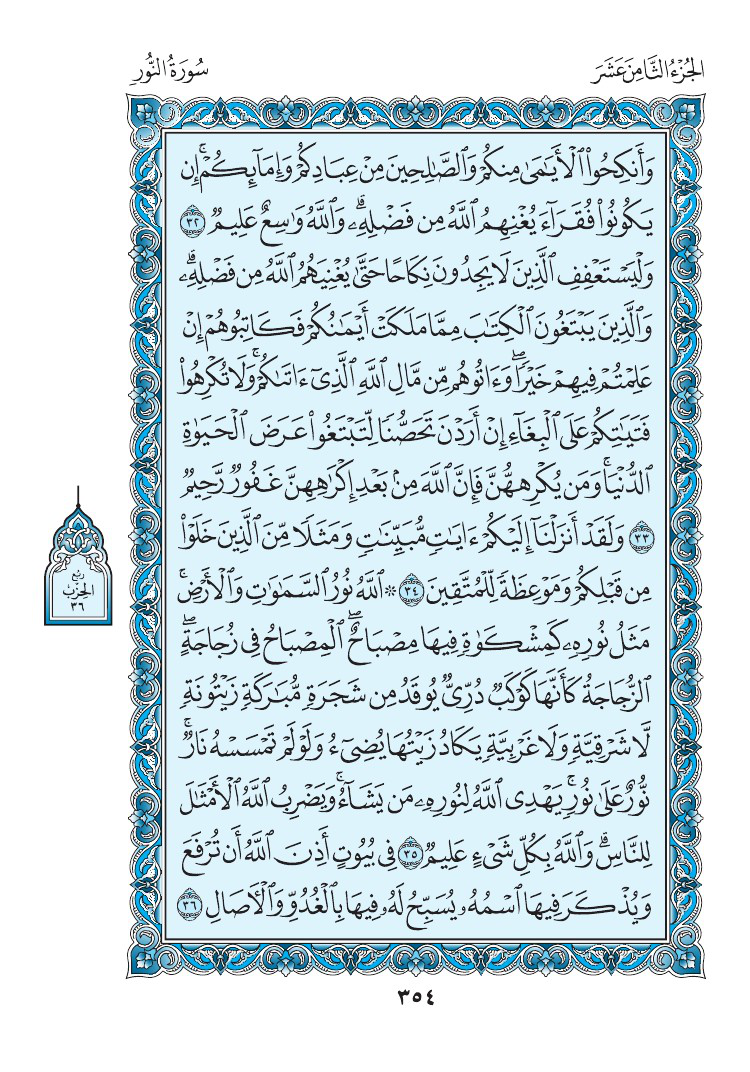 الجُزْءُ الثَّامِنَ عَشَرَ
سُورَةُ النُّورِ
وَأَنكِحُوا۟ ٱلْأَيَـٰمَىٰ مِنكُمْ وَٱلصَّـٰلِحِينَ مِنْ عِبَادِكُمْ وَإِمَآئِكُمْ ۚ إِن
يَكُونُوا۟ فُقَرَآءَ يُغْنِهِمُ ٱللَّهُ مِن فَضْلِهِۦ ۗ وَٱللَّهُ وَٰسِعٌ عَلِيمٌ ٣٢
وَلْيَسْتَعْفِفِ ٱلَّذِينَ لَا يَجِدُونَ نِكَاحًا حَتَّىٰ يُغْنِيَهُمُ ٱللَّهُ مِن فَضْلِهِۦ ۗ
وَٱلَّذِينَ يَبْتَغُونَ ٱلْكِتَـٰبَ مِمَّا مَلَكَتْ أَيْمَـٰنُكُمْ فَكَاتِبُوهُمْ إِنْ
عَلِمْتُمْ فِيهِمْ خَيْرًا ۖ وَءَاتُوهُم مِّن مَّالِ ٱللَّهِ ٱلَّذِىٓ ءَاتَىٰكُمْ ۚ وَلَا تُكْرِهُوا۟
فَتَيَـٰتِكُمْ عَلَى ٱلْبِغَآءِ إِنْ أَرَدْنَ تَحَصُّنًا لِّتَبْتَغُوا۟ عَرَضَ ٱلْحَيَوٰةِ
ٱلدُّنْيَا ۚ وَمَن يُكْرِههُّنَّ فَإِنَّ ٱللَّهَ مِنۢ بَعْدِ إِكْرَٰهِهِنَّ غَفُورٌ رَّحِيمٌ
٣٣ وَلَقَدْ أَنزَلْنَآ إِلَيْكُمْ ءَايَـٰتٍ مُّبَيِّنَـٰتٍ وَمَثَلًا مِّنَ ٱلَّذِينَ خَلَوْا۟
مِن قَبْلِكُمْ وَمَوْعِظَةً لِّلْمُتَّقِينَ ٣٤ ۞ ٱللَّهُ نُورُ ٱلسَّمَـٰوَٰتِ وَٱلْأَرْضِ ۚ
مَثَلُ نُورِهِۦ كَمِشْكَوٰةٍ فِيهَا مِصْبَاحٌ ۖ ٱلْمِصْبَاحُ فِى زُجَاجَةٍ ۖ
ٱلزُّجَاجَةُ كَأَنَّهَا كَوْكَبٌ دُرِّىٌّ يُوقَدُ مِن شَجَرَةٍ مُّبَـٰرَكَةٍ زَيْتُونَةٍ
لَّا شَرْقِيَّةٍ وَلَا غَرْبِيَّةٍ يَكَادُ زَيْتُهَا يُضِىٓءُ وَلَوْ لَمْ تَمْسَسْهُ نَارٌ ۚ
نُّورٌ عَلَىٰ نُورٍ ۗ يَهْدِى ٱللَّهُ لِنُورِهِۦ مَن يَشَآءُ ۚ وَيَضْرِبُ ٱللَّهُ ٱلْأَمْثَـٰلَ
لِلنَّاسِ ۗ وَٱللَّهُ بِكُلِّ شَىْءٍ عَلِيمٌ ٣٥ فِى بُيُوتٍ أَذِنَ ٱللَّهُ أَن تُرْفَعَ
وَيُذْكَرَ فِيهَا ٱسْمُهُۥ يُسَبِّحُ لَهُۥ فِيهَا بِٱلْغُدُوِّ وَٱلْـَٔاصَالِ ٣٦
رُبع
الحِزْب
٣٦
٣٥٤